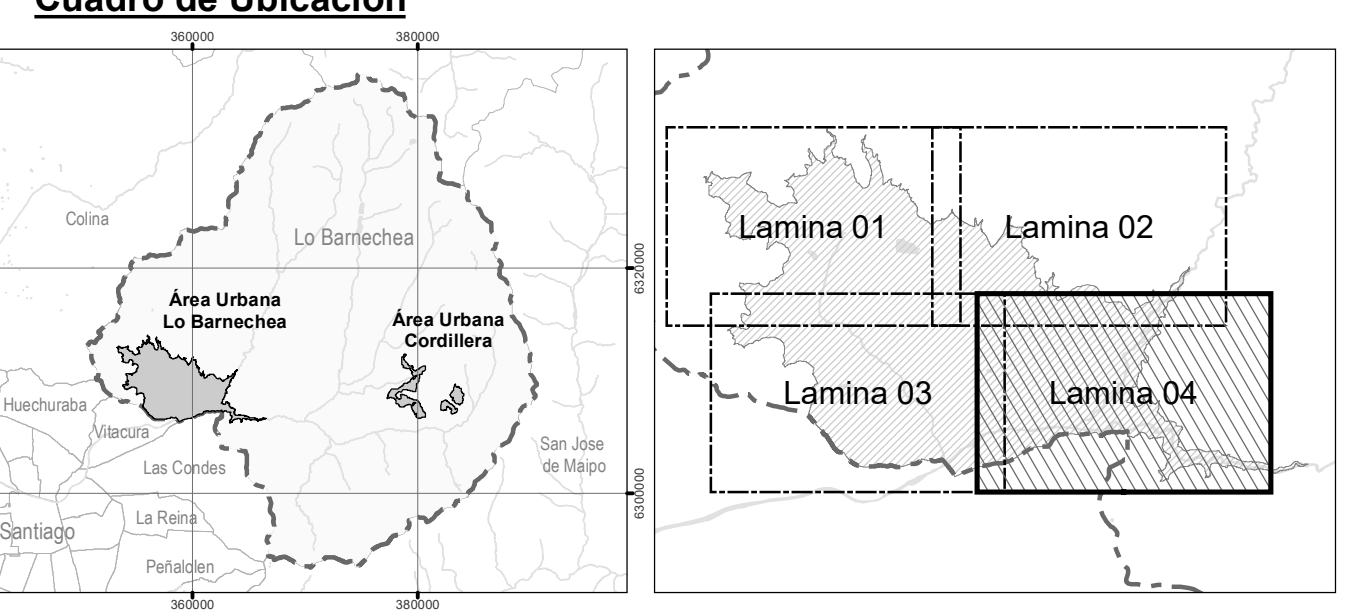 Cuadro de Ubicación
360000
380000
Colina
Lo Barnechea
6320000
Área Urbana
Lo Barnechea
Área Urbana
Cordillera
Huechuraba
Vitacura
Las Condes
San Jose
de Maipo
6300000
La Reina
Santiago
Peñalolen
360000
380000
Lamina 01
Lamina 02
Lamina 03
Lamina 04